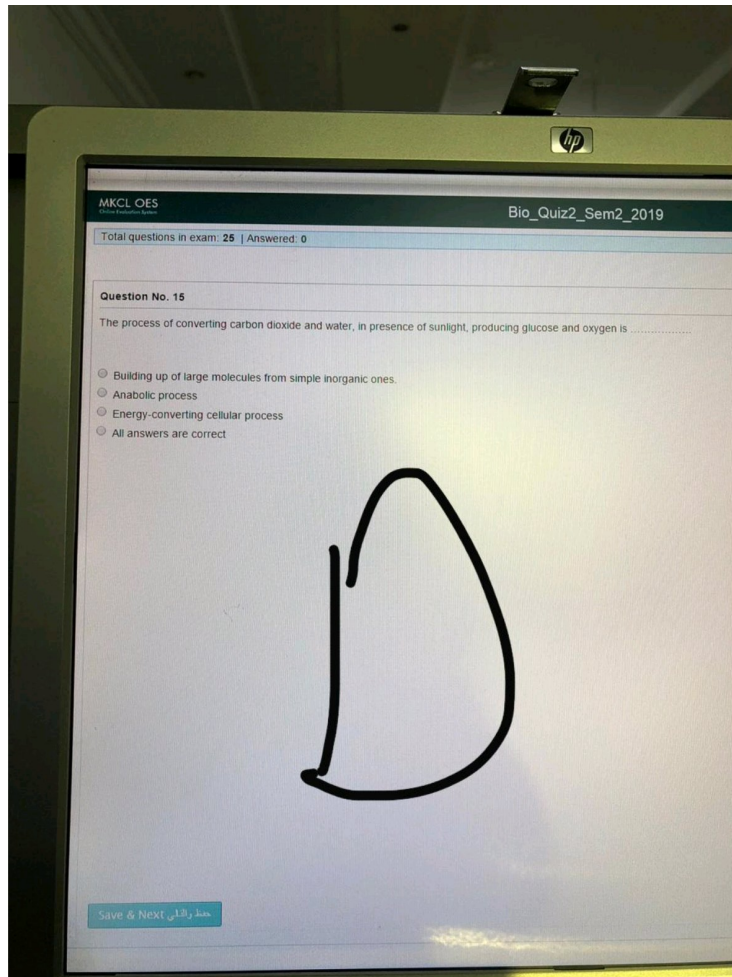 hp
MKCL OES
Online Evaluation System
Bio_Quiz2_Sem2_2019
Total questions in exam: 25 | Answered: 0
Question No. 15
The process of converting carbon dioxide and water, in presence of sunlight, producing glucose and oxygen is ..................
Building up of large molecules from simple inorganic ones.
Anabolic process
Energy-converting cellular process
All answers are correct
D
Save & Next حفظ والتالي